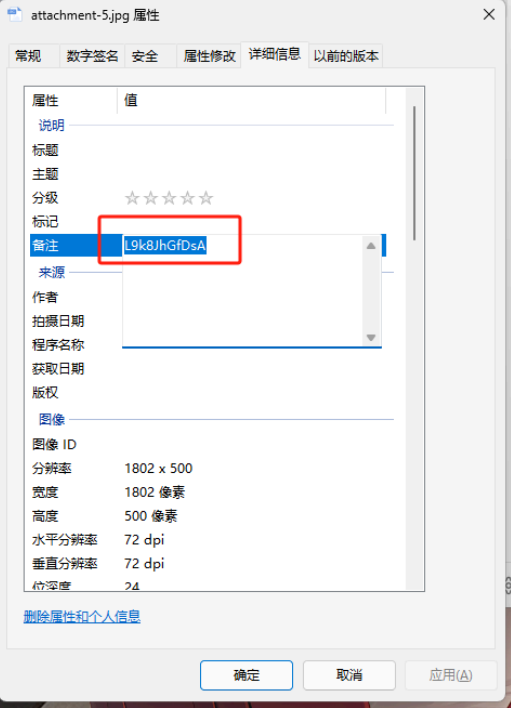 attachment-5.jpg 属性
常规 数字签名 安全 属性修改 详细信息 以前的版本
属性 值
说明
标题
主题
分级
标记
备注 L9k8JhGfDsA
来源
作者
拍摄日期
程序名称
获取日期
版权
图像
图像 ID
分辨率 1802 x 500
宽度 1802 像素
高度 500 像素
水平分辨率 72 dpi
垂直分辨率 72 dpi
位深度 24
删除属性和个人信息
确定 取消 应用(A)